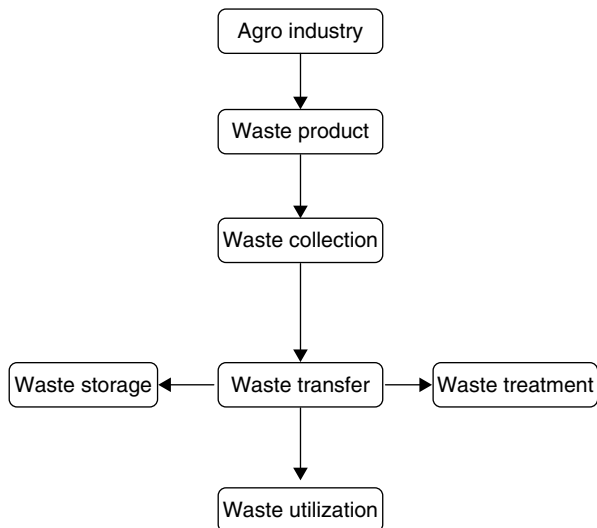 Agro industry
Waste product
Waste collection
Waste storage
Waste transfer
Waste treatment
Waste utilization